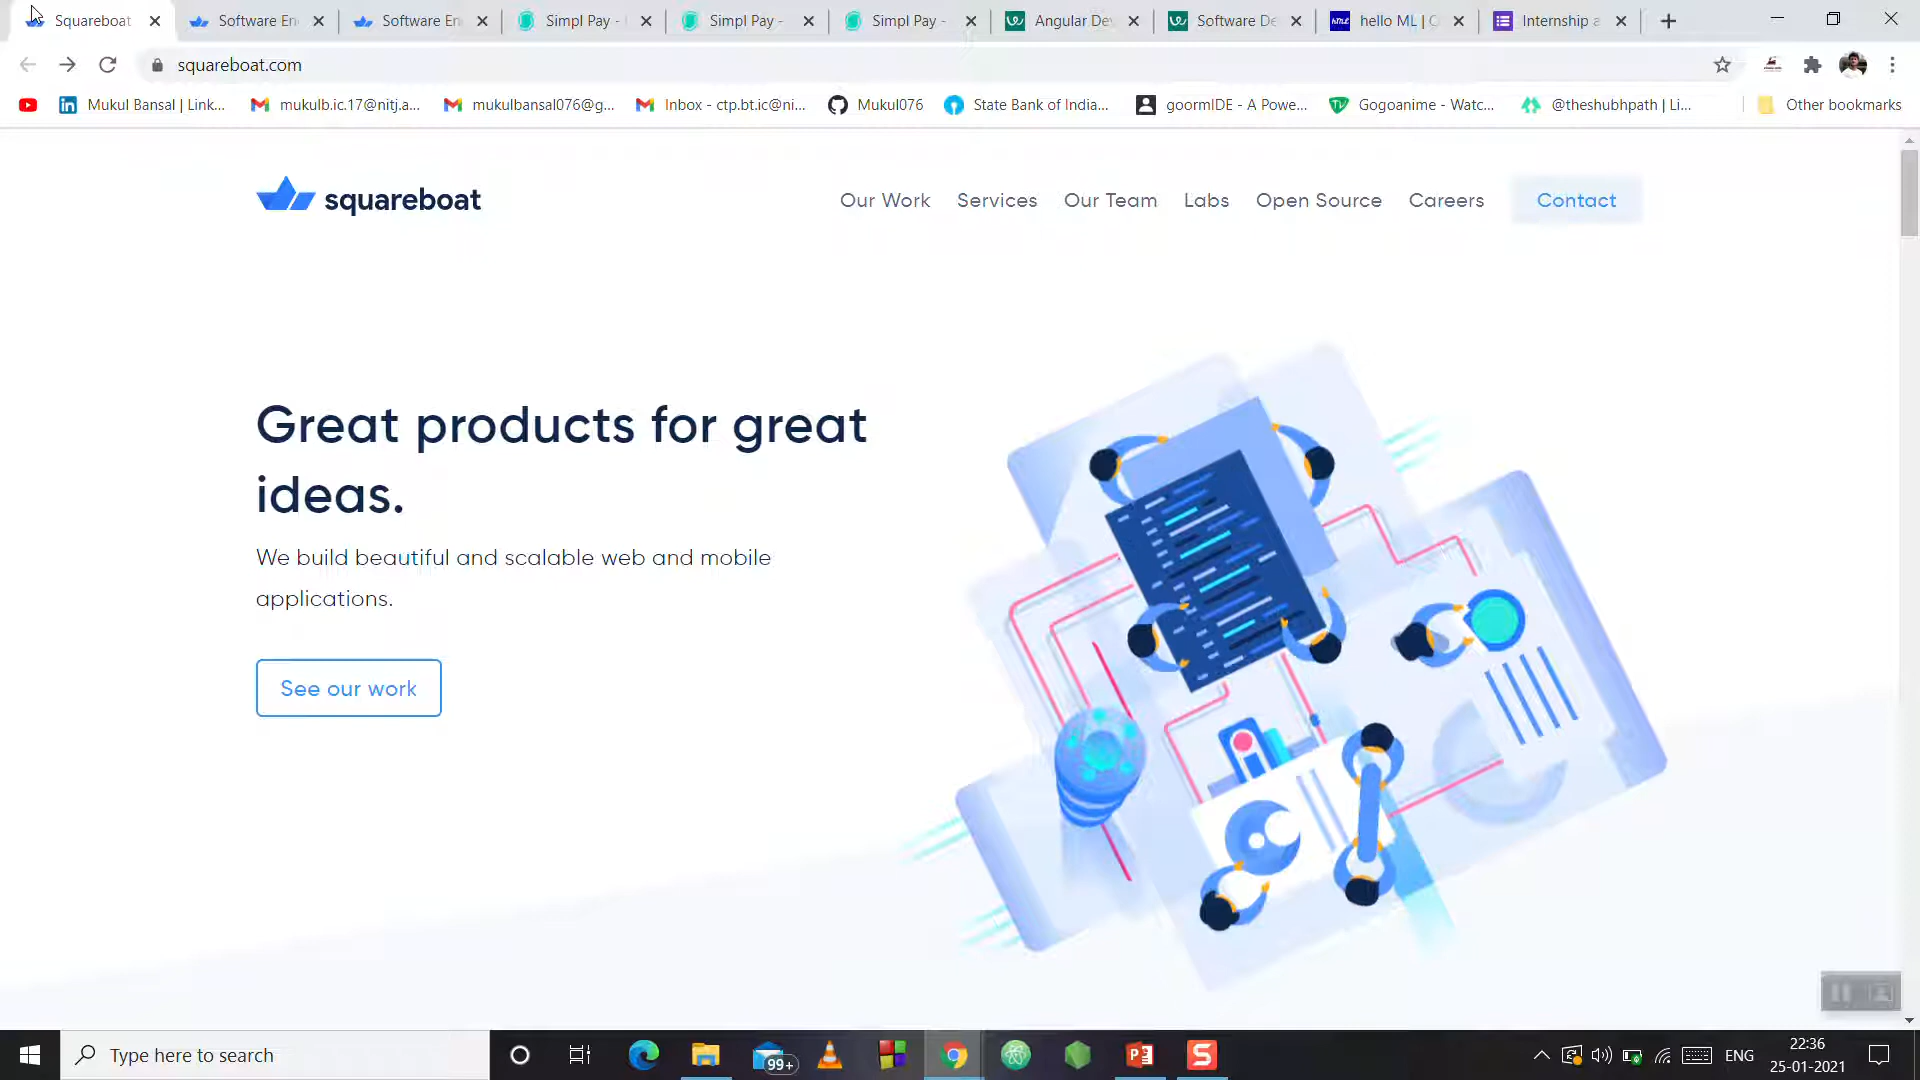 Squareboat
Software En
Software En
Simpl Pay -
Simpl Pay -
Simpl Pay -
Angular De
Software De
hello ML | C
Internship a
squareboat.com
Mukul Bansal | Link...
mukulb.ic.17@nitj.a...
mukulbansal076@g...
Inbox - ctp.bt.ic@ni...
Mukul076
State Bank of India...
goormIDE - A Powe...
Gogoanime - Watc...
@theshubhpath | Li...
Other bookmarks
squareboat
Our Work
Services
Our Team
Labs
Open Source
Careers
Contact
Great products for great
ideas.
We build beautiful and scalable web and mobile
applications.
See our work
Type here to search
99+
ENG
22:36
25-01-2021